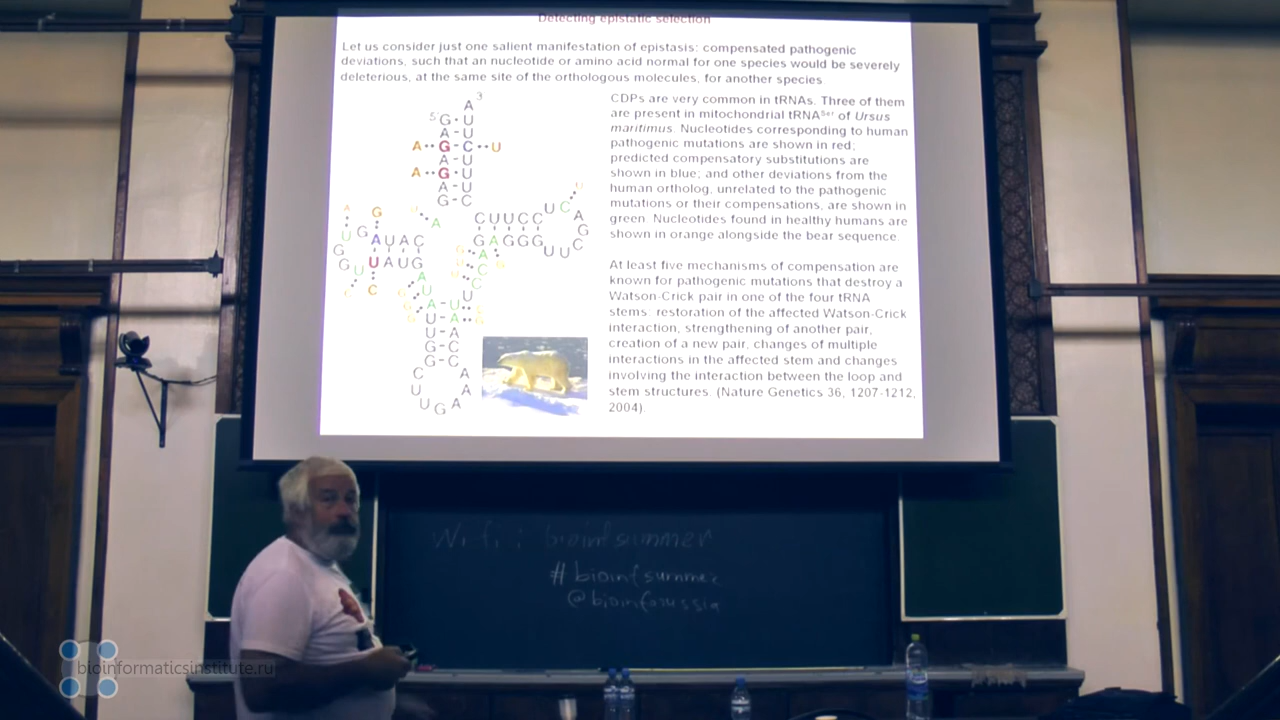 Detecting epistatic selection
Let us consider just one salient manifestation of epistasis: compensated pathogenic
deviations, such that an nucleotide or amino acid normal for one species would be severely
deleterious, at the same site of the orthologous molecules, for another species
CDPs are very common in tRNAs. Three of them
are present in mitochondrial tRNASer of Ursus
maritimus. Nucleotides corresponding to human
pathogenic mutations are shown in red;
predicted compensatory substitutions are
shown in blue; and other deviations from the
human ortholog, unrelated to the pathogenic
mutations or their compensations, are shown in
green. Nucleotides found in healthy humans are
shown in orange alongside the bear sequence.
At least five mechanisms of compensation are
known for pathogenic mutations that destroy a
Watson-Crick pair in one of the four tRNA
stems: restoration of the affected Watson-Crick
interaction, strengthening of another pair,
creation of a new pair, changes of multiple
interactions in the affected stem and changes
involving the interaction between the loop and
stem structures. (Nature Genetics 36, 1207-1212,
2004).
Wi-fi: bioinfsummer
# bioinfsummer
@bioinforussia
bioinformaticsinstitute.ru